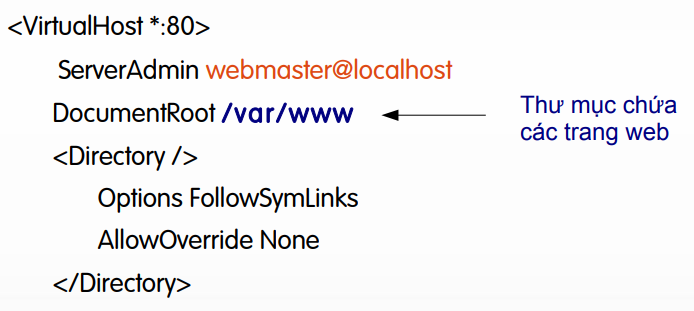 <VirtualHost *:80>
ServerAdmin webmaster@localhost
DocumentRoot /var/www
Thư mục chứa
các trang web
<Directory />
Options FollowSymLinks
AllowOverride None
</Directory>